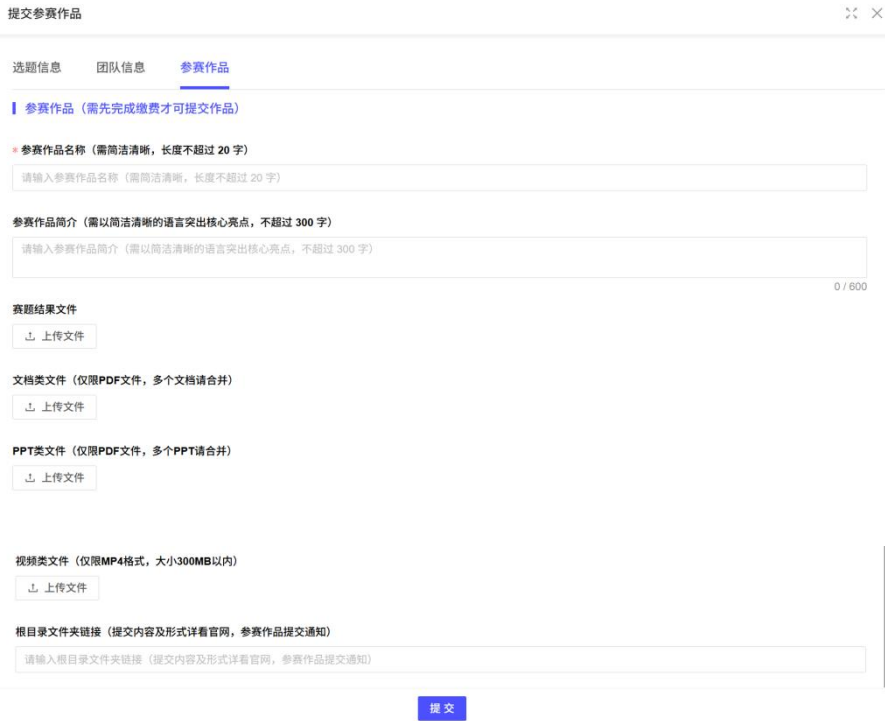 提交参赛作品
选题信息 团队信息 参赛作品
参赛作品（需先完成缴费才可提交作品）
* 参赛作品名称（需简洁清晰，长度不超过 20 字）
请输入参赛作品名称（需简洁清晰，长度不超过 20 字）
参赛作品简介（需以简洁清晰的语言突出核心亮点，不超过 300 字）
请输入参赛作品简介（需以简洁清晰的语言突出核心亮点，不超过 300 字）
0 / 600
赛题结果文件
上传文件
文档类文件（仅限PDF文件，多个文档请合并）
上传文件
PPT类文件（仅限PDF文件，多个PPT请合并）
上传文件
视频类文件（仅限MP4格式，大小300MB以内）
上传文件
根目录文件夹链接（提交内容及形式详看官网，参赛作品提交通知）
请输入根目录文件夹链接（提交内容及形式详看官网，参赛作品提交通知）
提 交